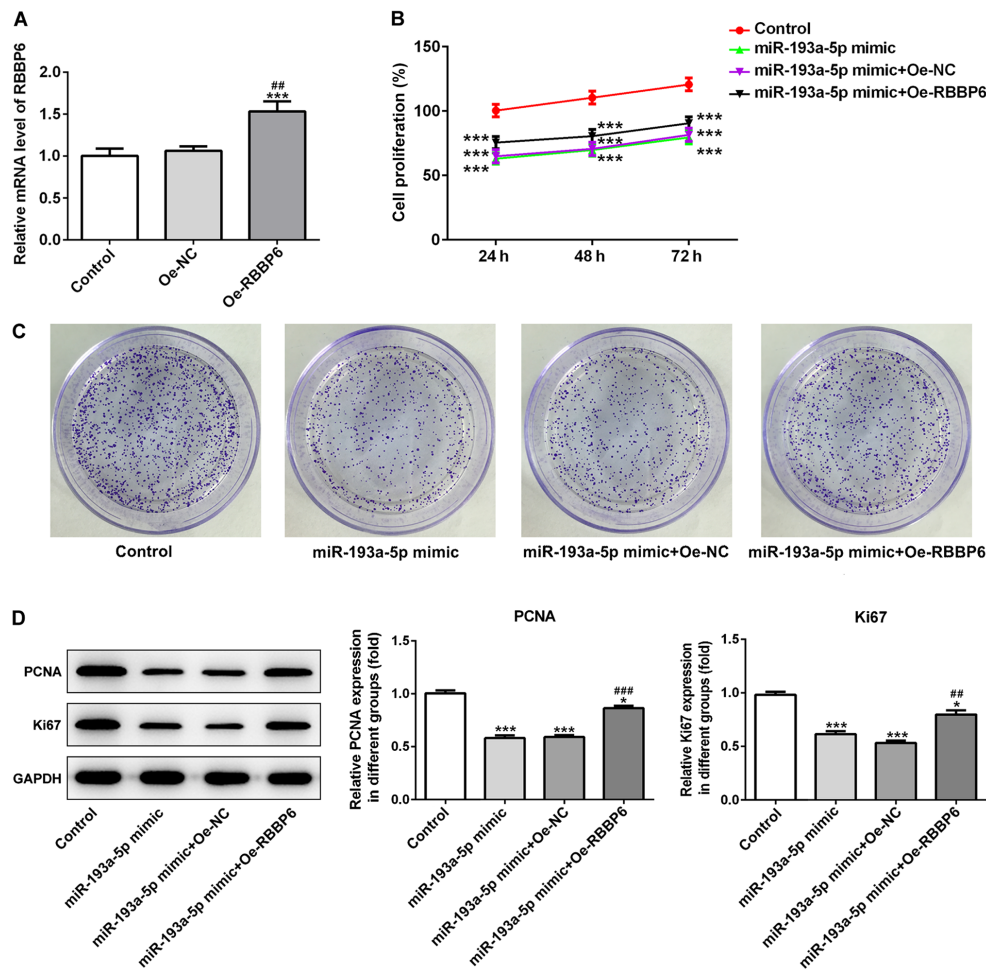 A
Relative mRNA level of RBBP6
2.0
1.5
1.0
0.5
0.0
##
***
Control
Oe-NC
Oe-RBBP6
B
Cell proliferation (%)
150
100
50
0
24 h
48 h
72 h
***
***
***
***
***
***
***
***
***
Control
miR-193a-5p mimic
miR-193a-5p mimic+Oe-NC
miR-193a-5p mimic+Oe-RBBP6
C
Control
miR-193a-5p mimic
miR-193a-5p mimic+Oe-NC
miR-193a-5p mimic+Oe-RBBP6
D
PCNA
Ki67
GAPDH
Control
miR-193a-5p mimic
miR-193a-5p mimic+Oe-NC
miR-193a-5p mimic+Oe-RBBP6
PCNA
Relative PCNA expression
in different groups (fold)
1.5
1.0
0.5
0.0
***
***
###
*
Control
miR-193a-5p mimic
miR-193a-5p mimic+Oe-NC
miR-193a-5p mimic+Oe-RBBP6
Ki67
Relative Ki67 expression
in different groups (fold)
1.5
1.0
0.5
0.0
***
***
##
*
Control
miR-193a-5p mimic
miR-193a-5p mimic+Oe-NC
miR-193a-5p mimic+Oe-RBBP6